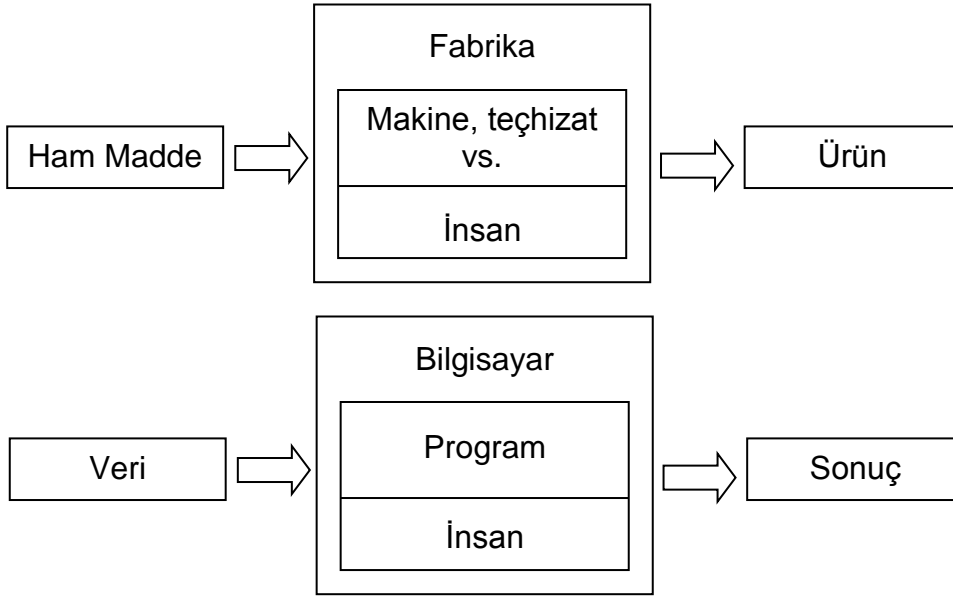 Fabrika
Makine, teçhizat
vs.
Ham Madde
Ürün
İnsan
Bilgisayar
Program
Veri
Sonuç
İnsan